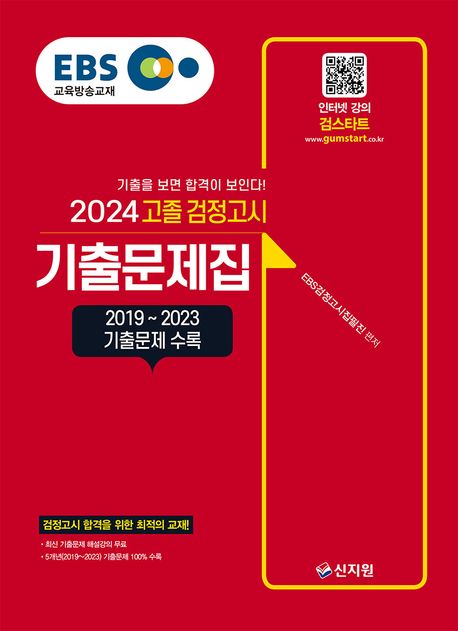 EBS
교육방송교재
인터넷 강의
검스타트
www.gumstart.co.kr
기출을 보면 합격이 보인다!
2024 고졸 검정고시
기출문제집
2019 ~ 2023
기출문제 수록
EBS검정고시집필진 편저
검정고시 합격을 위한 최적의 교재!
• 최신 기출문제 해설강의 무료
• 5개년(2019~2023) 기출문제 100% 수록
신지원